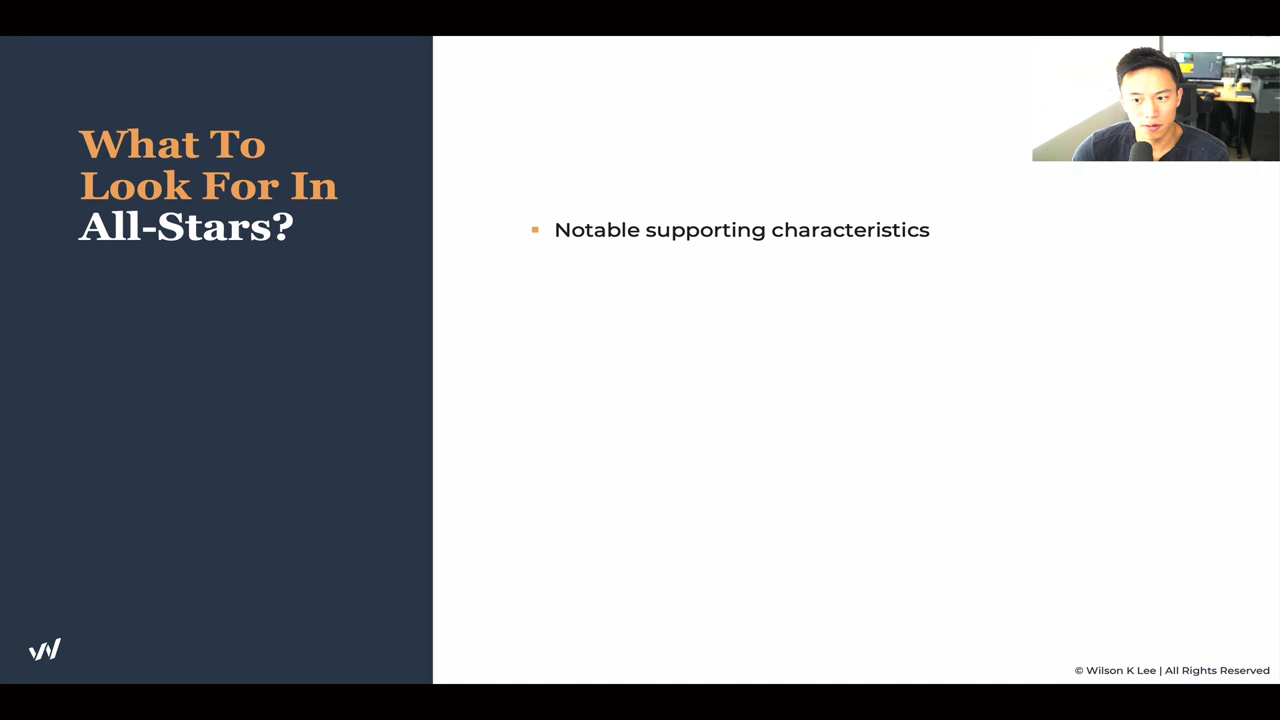 What To
Look For In
All-Stars?
Notable supporting characteristics
© Wilson K Lee | All Rights Reserved